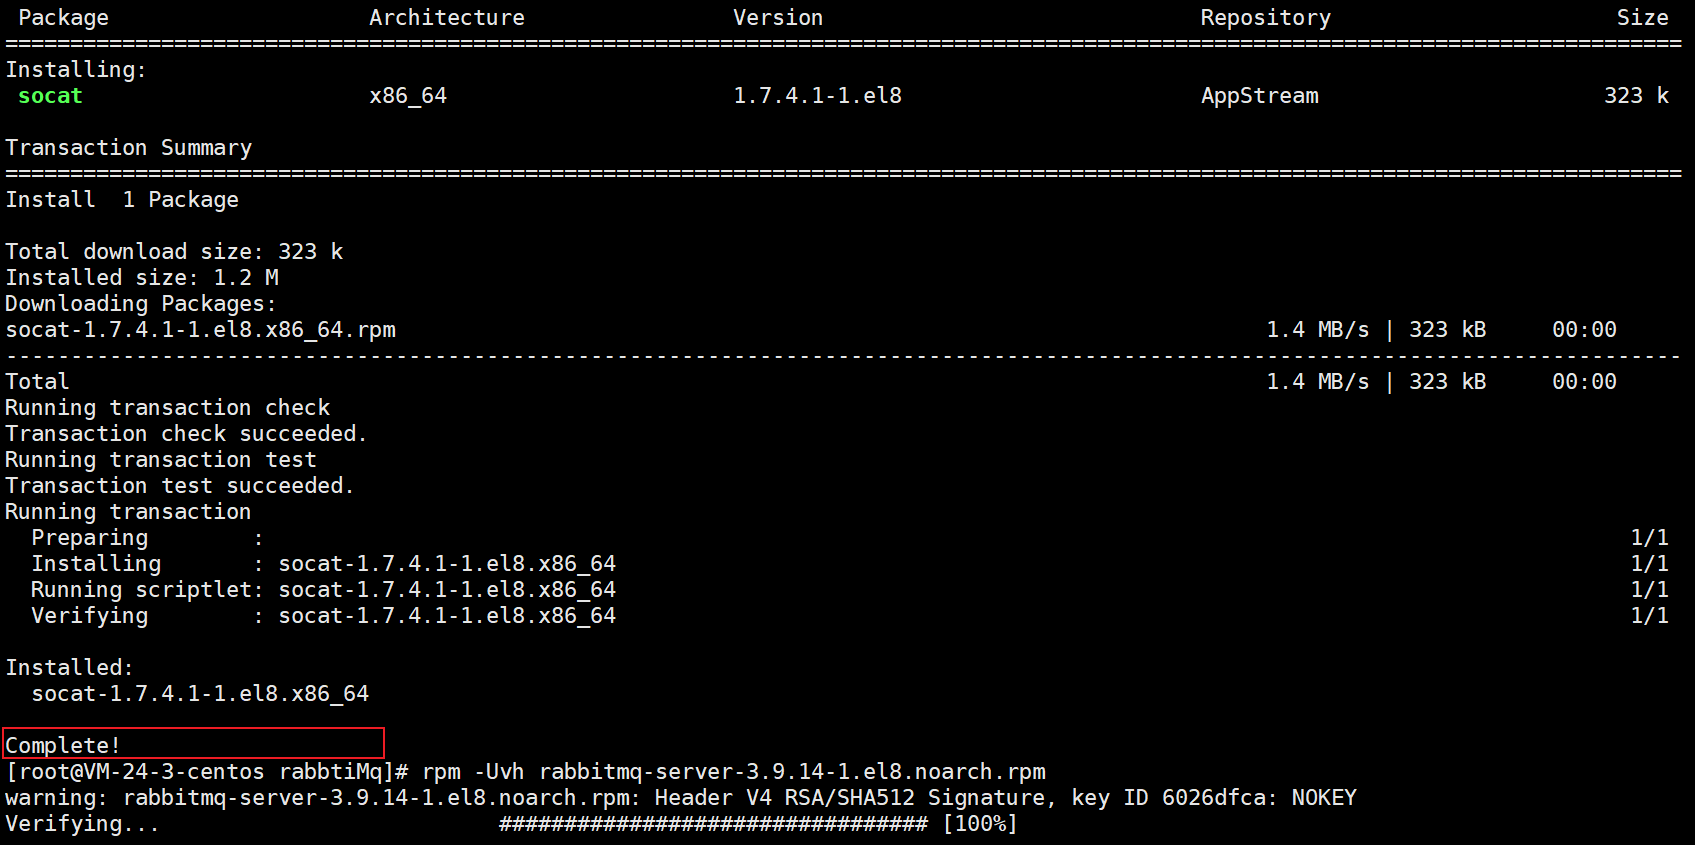 Package Architecture Version Repository Size
================================================================================================================================
Installing:
socat x86_64 1.7.4.1-1.el8 AppStream 323 k
Transaction Summary
================================================================================================================================
Install 1 Package
Total download size: 323 k
Installed size: 1.2 M
Downloading Packages:
socat-1.7.4.1-1.el8.x86_64.rpm 1.4 MB/s | 323 kB 00:00
--------------------------------------------------------------------------------------------------------------------------------
Total 1.4 MB/s | 323 kB 00:00
Running transaction check
Transaction check succeeded.
Running transaction test
Transaction test succeeded.
Running transaction
Preparing : 1/1
Installing : socat-1.7.4.1-1.el8.x86_64 1/1
Running scriptlet: socat-1.7.4.1-1.el8.x86_64 1/1
Verifying : socat-1.7.4.1-1.el8.x86_64 1/1
Installed:
socat-1.7.4.1-1.el8.x86_64
Complete!
[root@VM-24-3-centos rabbtiMq]# rpm -Uvh rabbitmq-server-3.9.14-1.el8.noarch.rpm
warning: rabbitmq-server-3.9.14-1.el8.noarch.rpm: Header V4 RSA/SHA512 Signature, key ID 6026dfca: NOKEY
Verifying... ################################# [100%]